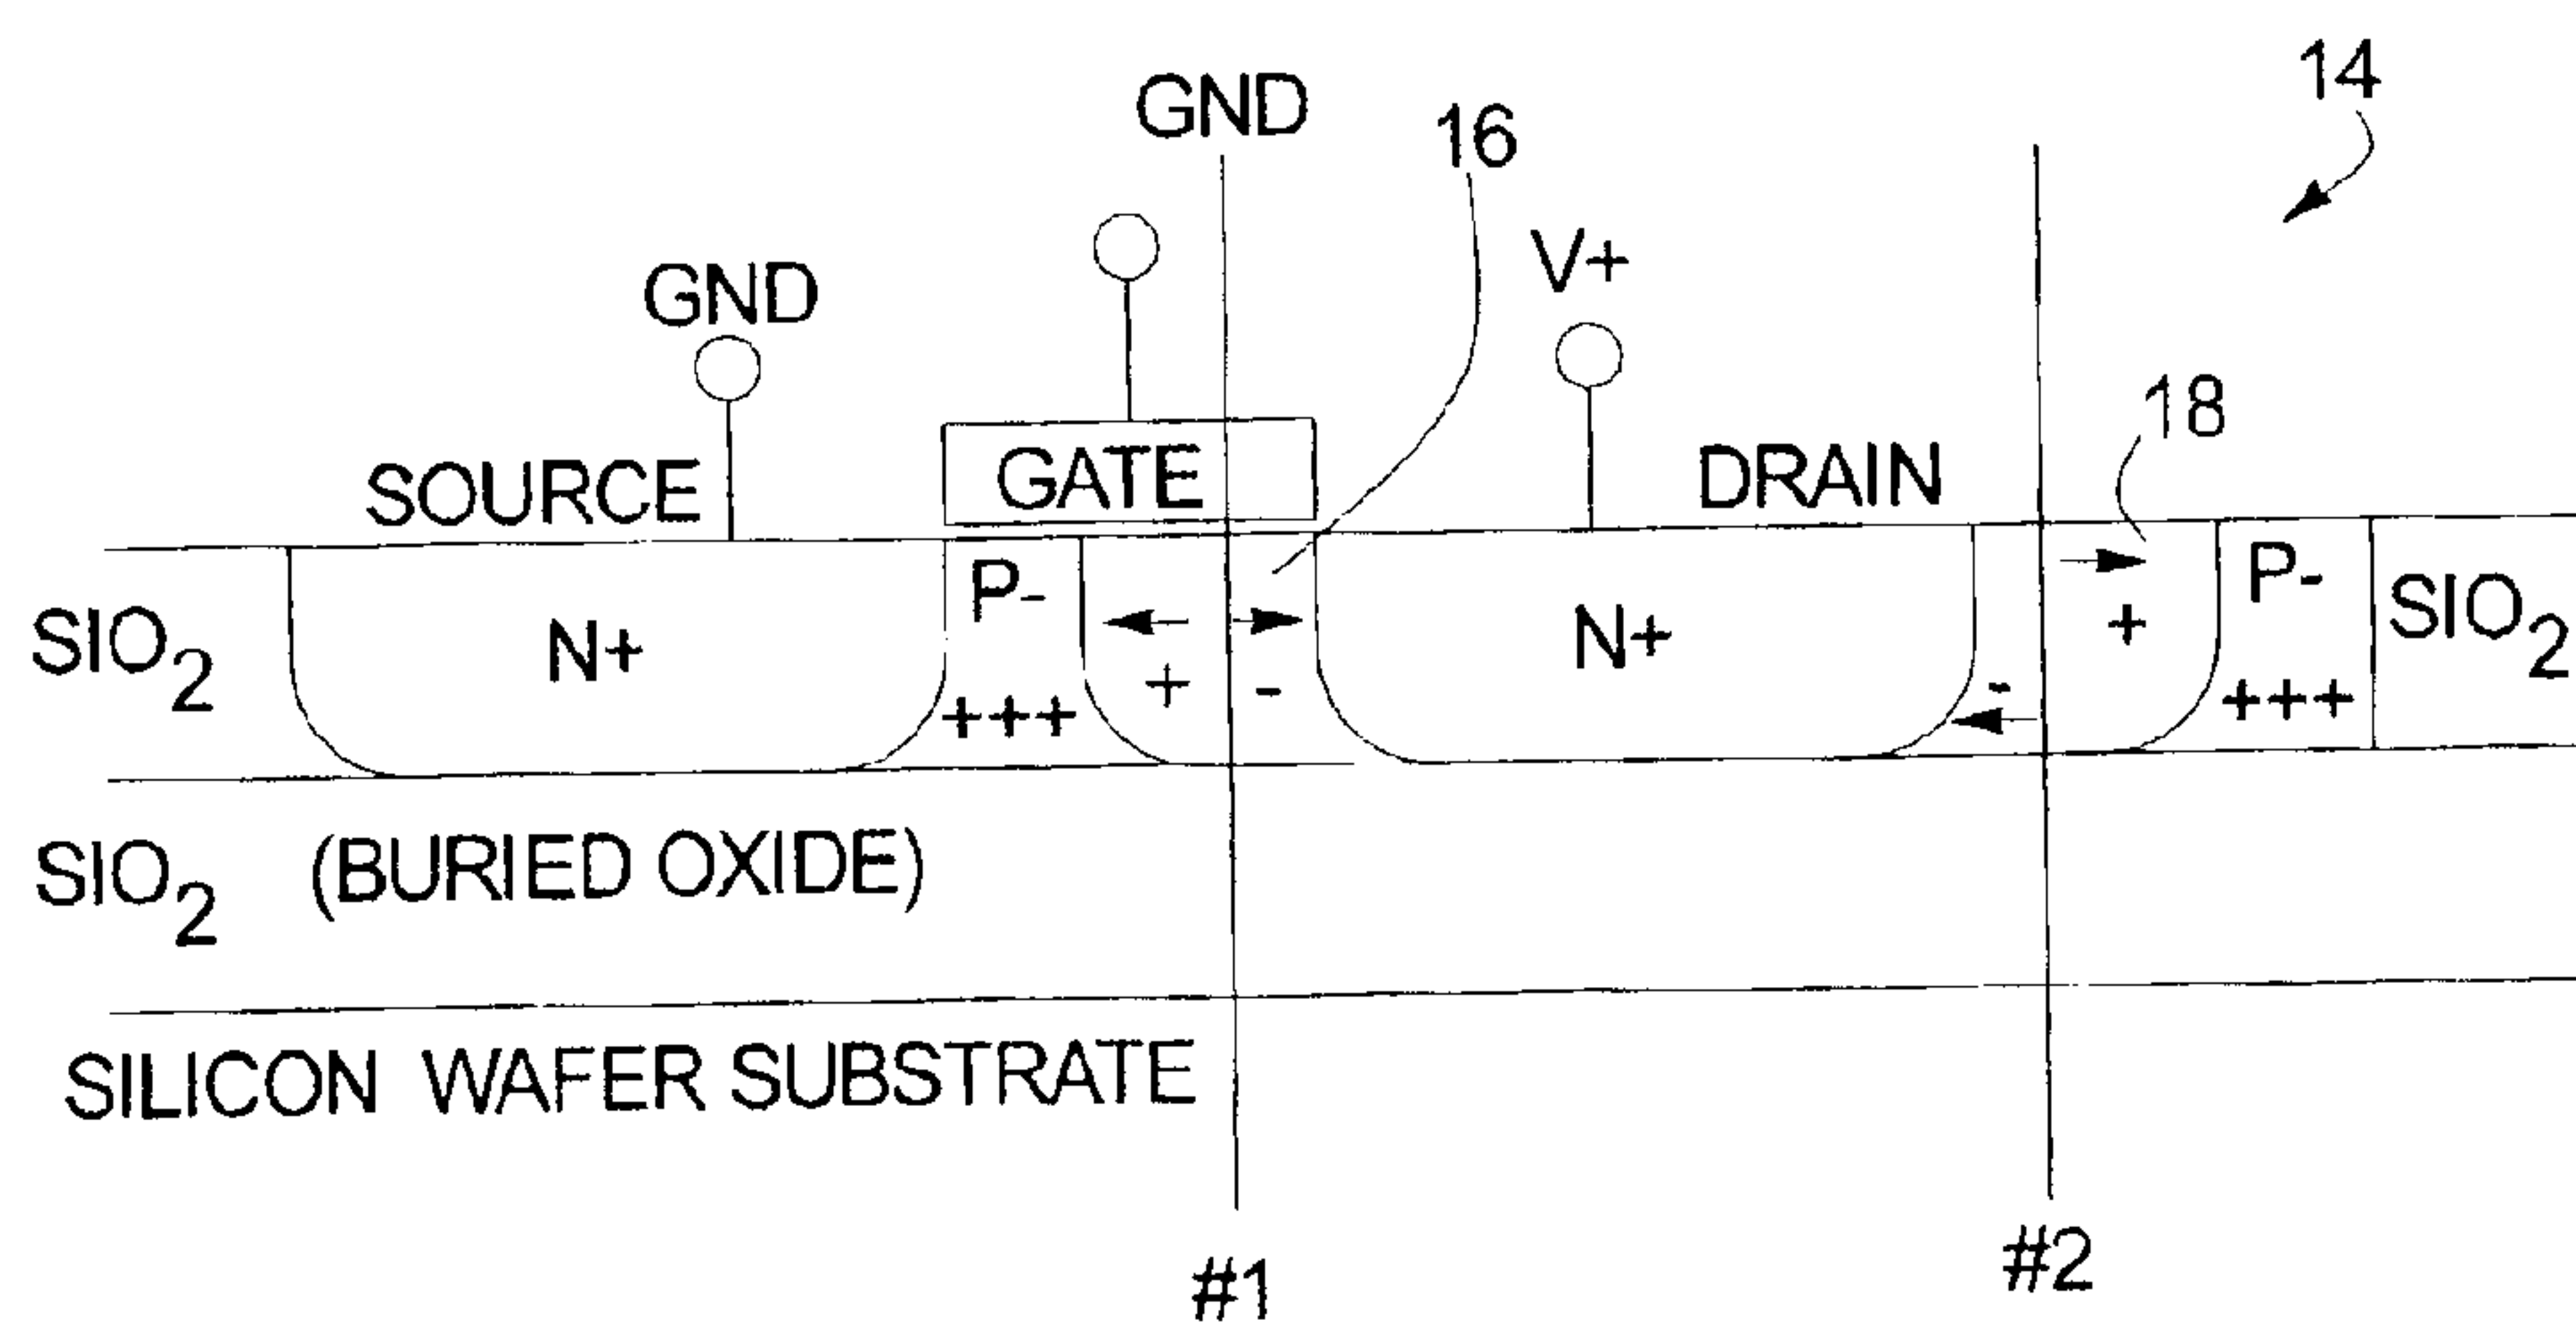 14
GND
16
GND
V+
18
SOURCE
GATE
DRAIN
SIO2
N+
P-
+++
+
-
N+
-
+
P-
+++
SIO2
SIO2 (BURIED OXIDE)
SILICON WAFER SUBSTRATE
#1
#2